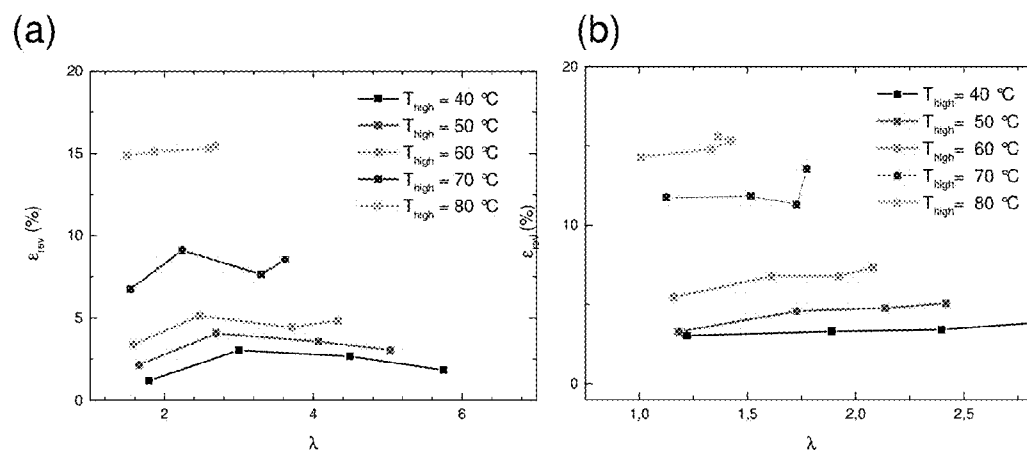 (a)
(b)
20
15
10
5
0
ε_rev (%)
2
4
6
λ
T_high = 40 °C
T_high = 50 °C
T_high = 60 °C
T_high = 70 °C
T_high = 80 °C
20
15
10
5
0
ε_rev (%)
1,0
1,5
2,0
2,5
λ
T_high= 40 °C
T_high= 50 °C
T_high= 60 °C
T_high= 70 °C
T_high= 80 °C